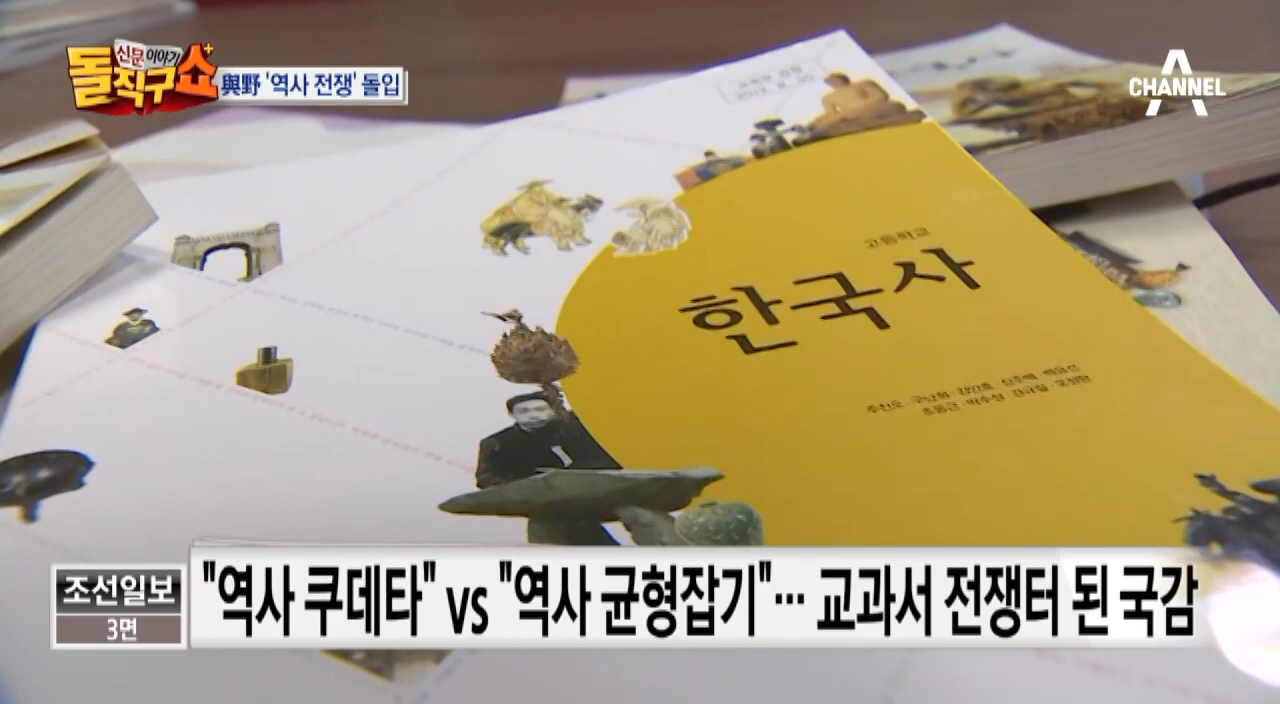 신문이야기
돌직구쇼+
與野 '역사 전쟁' 돌입
CHANNEL A
고등학교
한국사
조선일보
3면
"역사 쿠데타" vs "역사 균형잡기"… 교과서 전쟁터 된 국감